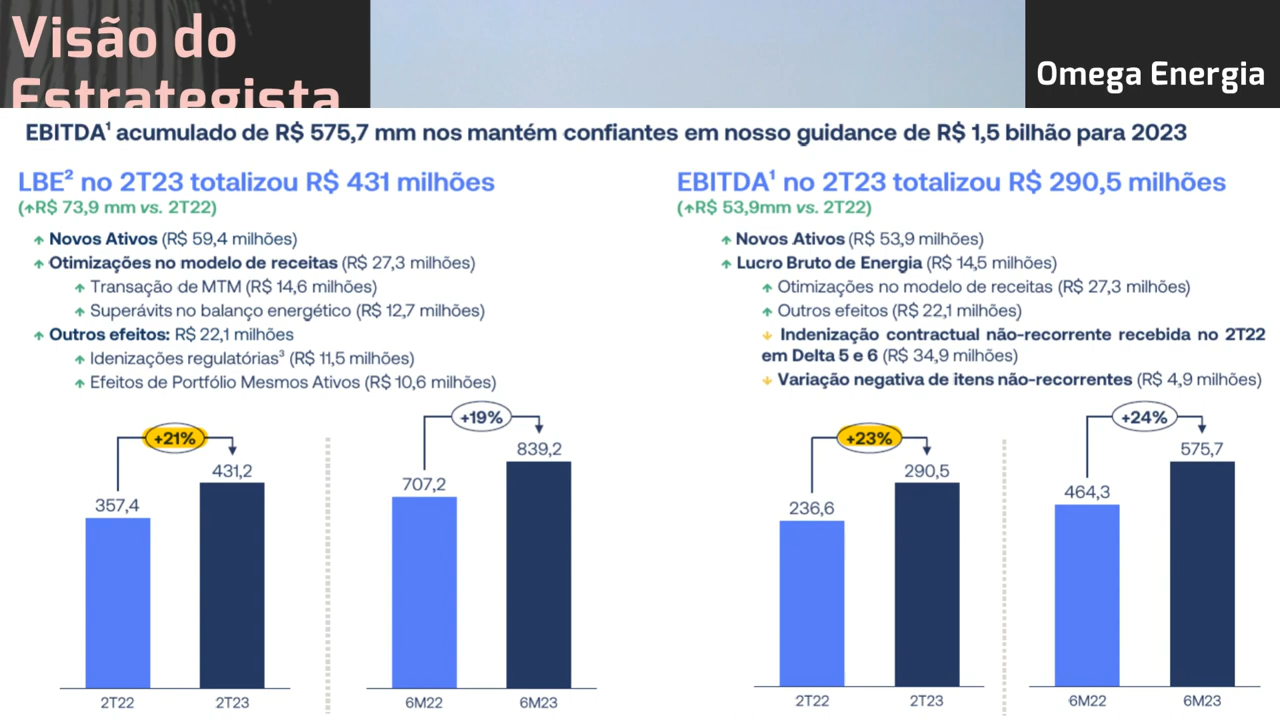 Visão do
Estrategista
Omega Energia
EBITDA¹ acumulado de R$ 575,7 mm nos mantém confiantes em nosso guidance de R$ 1,5 bilhão para 2023
LBE² no 2T23 totalizou R$ 431 milhões
(↑R$ 73,9 mm vs. 2T22)
↑ Novos Ativos (R$ 59,4 milhões)
↑ Otimizações no modelo de receitas (R$ 27,3 milhões)
↑ Transação de MTM (R$ 14,6 milhões)
↑ Superávits no balanço energético (R$ 12,7 milhões)
↑ Outros efeitos: R$ 22,1 milhões
↑ Idenizações regulatórias³ (R$ 11,5 milhões)
↑ Efeitos de Portfólio Mesmos Ativos (R$ 10,6 milhões)
+21%
357,4
431,2
2T22
2T23
+19%
707,2
839,2
6M22
6M23
EBITDA¹ no 2T23 totalizou R$ 290,5 milhões
(↑R$ 53,9mm vs. 2T22)
↑ Novos Ativos (R$ 53,9 milhões)
↑ Lucro Bruto de Energia (R$ 14,5 milhões)
↑ Otimizações no modelo de receitas (R$ 27,3 milhões)
↑ Outros efeitos (R$ 22,1 milhões)
↓ Indenização contractual não-recorrente recebida no 2T22
em Delta 5 e 6 (R$ 34,9 milhões)
↓ Variação negativa de itens não-recorrentes (R$ 4,9 milhões)
+23%
236,6
290,5
2T22
2T23
+24%
464,3
575,7
6M22
6M23